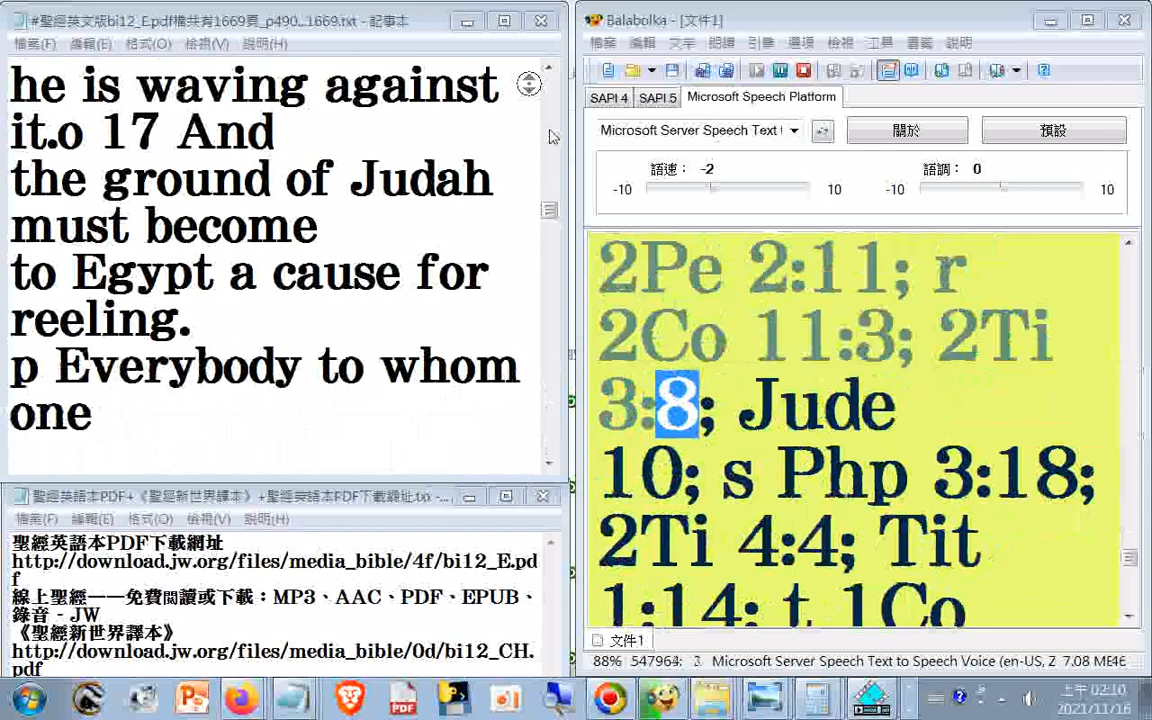 #聖經英文版bi12_E.pdf檔共有1669頁_p490...1669.txt - 記事本
檔案(F) 編輯(E) 格式(O) 檢視(V) 說明(H)
he is waving against
it.o 17 And
the ground of Judah
must become
to Egypt a cause for
reeling.
p Everybody to whom
one
聖經英語本PDF+《聖經新世界譯本》+聖經英語本PDF下載網址.txt - ...
檔案(F) 編輯(E) 格式(O) 檢視(V) 說明(H)
聖經英語本PDF下載網址
http://download.jw.org/files/media_bible/4f/bi12_E.pd
f
線上聖經——免費閱讀或下載：MP3、AAC、PDF、EPUB、
錄音 - JW
《聖經新世界譯本》
http://download.jw.org/files/media_bible/0d/bi12_CH.
pdf
Balabolka - [文件1]
檔案 編輯 文字 朗讀 引擎 選項 檢視 工具 書籤 說明
SAPI 4 SAPI 5 Microsoft Speech Platform
Microsoft Server Speech Text 關於 預設
語速： -2 語調： 0
-10 10 -10 10
2Pe 2:11; r
2Co 11:3; 2Ti
3:8; Jude
10; s Php 3:18;
2Ti 4:4; Tit
1:14; t 1Co
文件1
88% 547964: 3 Microsoft Server Speech Text to Speech Voice (en-US, Z 7.08 ME46
PDF
上午 02:10
2021/11/16